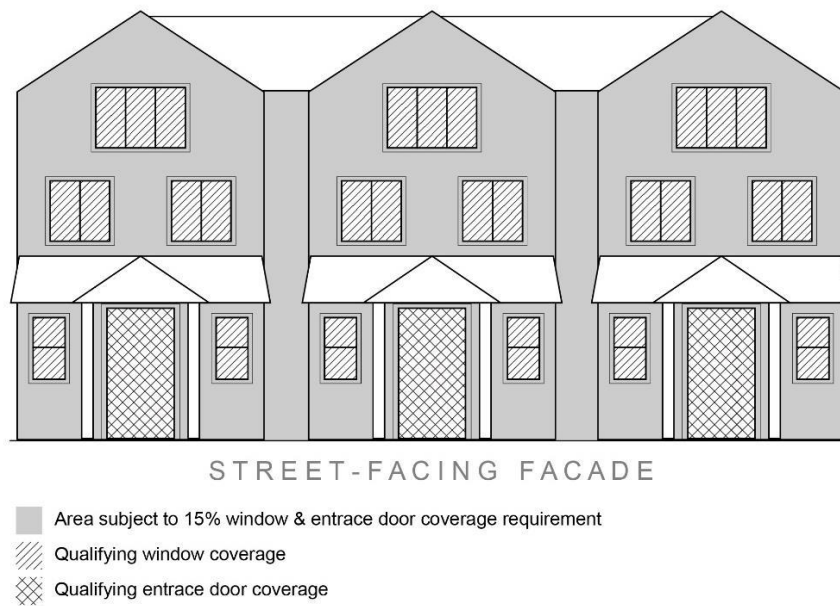 STREET-FACING FACADE
Area subject to 15% window & entrace door coverage requirement
Qualifying window coverage
Qualifying entrace door coverage